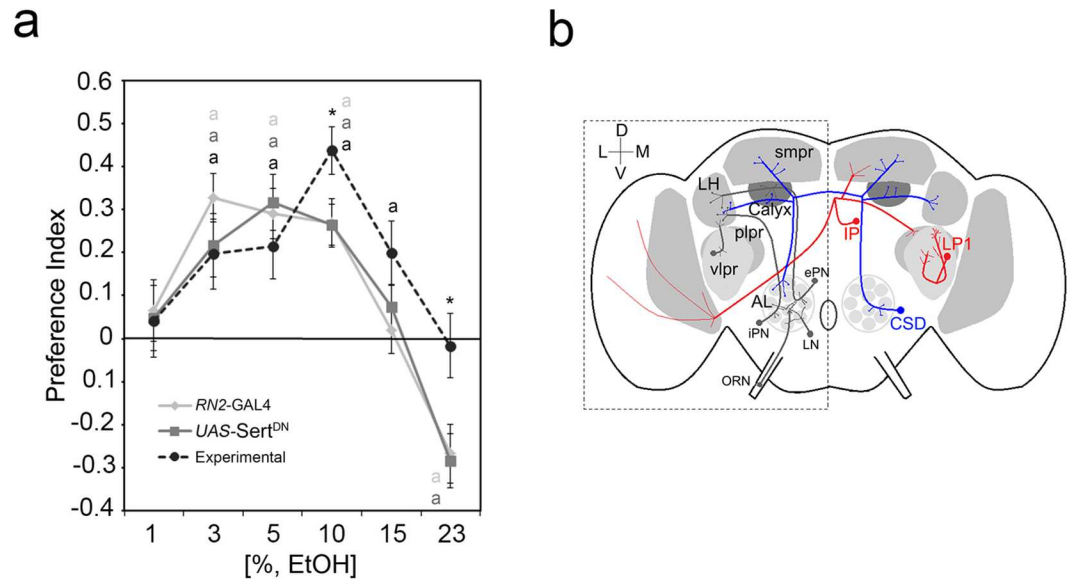 a
b
Preference Index
0.6
0.5
0.4
0.3
0.2
0.1
0
0.1
-0.2
-0.3
-0.4
a
a
a
a
a
a
*
a
a
a
a
*
a
a
RN2-GAL4
UAS-Sert^DN
Experimental
1 3 5 10 15 23
[%, EtOH]
D
L M
V
smpr
LH
Calyx
plpr
vlpr
IP
LP1
ePN
AL
iPN
LN
CSD
ORN